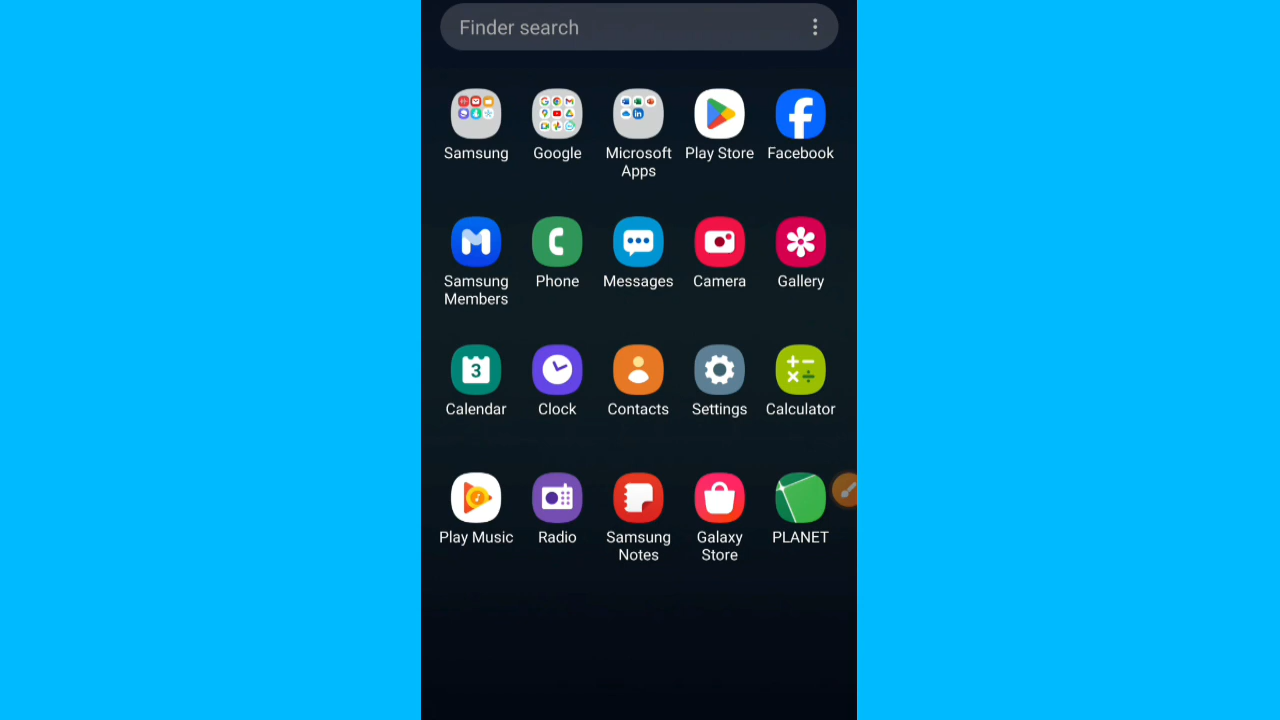 Finder search
Samsung
Google
Microsoft
Apps
Play Store
Facebook
Samsung
Members
Phone
Messages
Camera
Gallery
3
Calendar
Clock
Contacts
Settings
Calculator
Play Music
Radio
Samsung
Notes
Galaxy
Store
PLANET